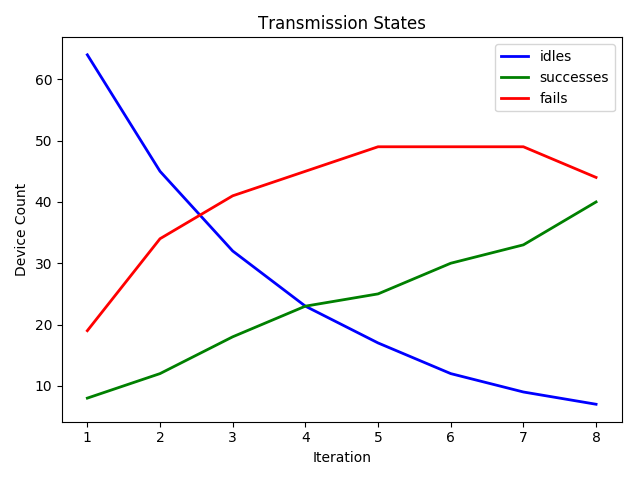 Transmission States
idles
successes
fails
60
50
40
30
20
10
Device Count
1 2 3 4 5 6 7 8
Iteration